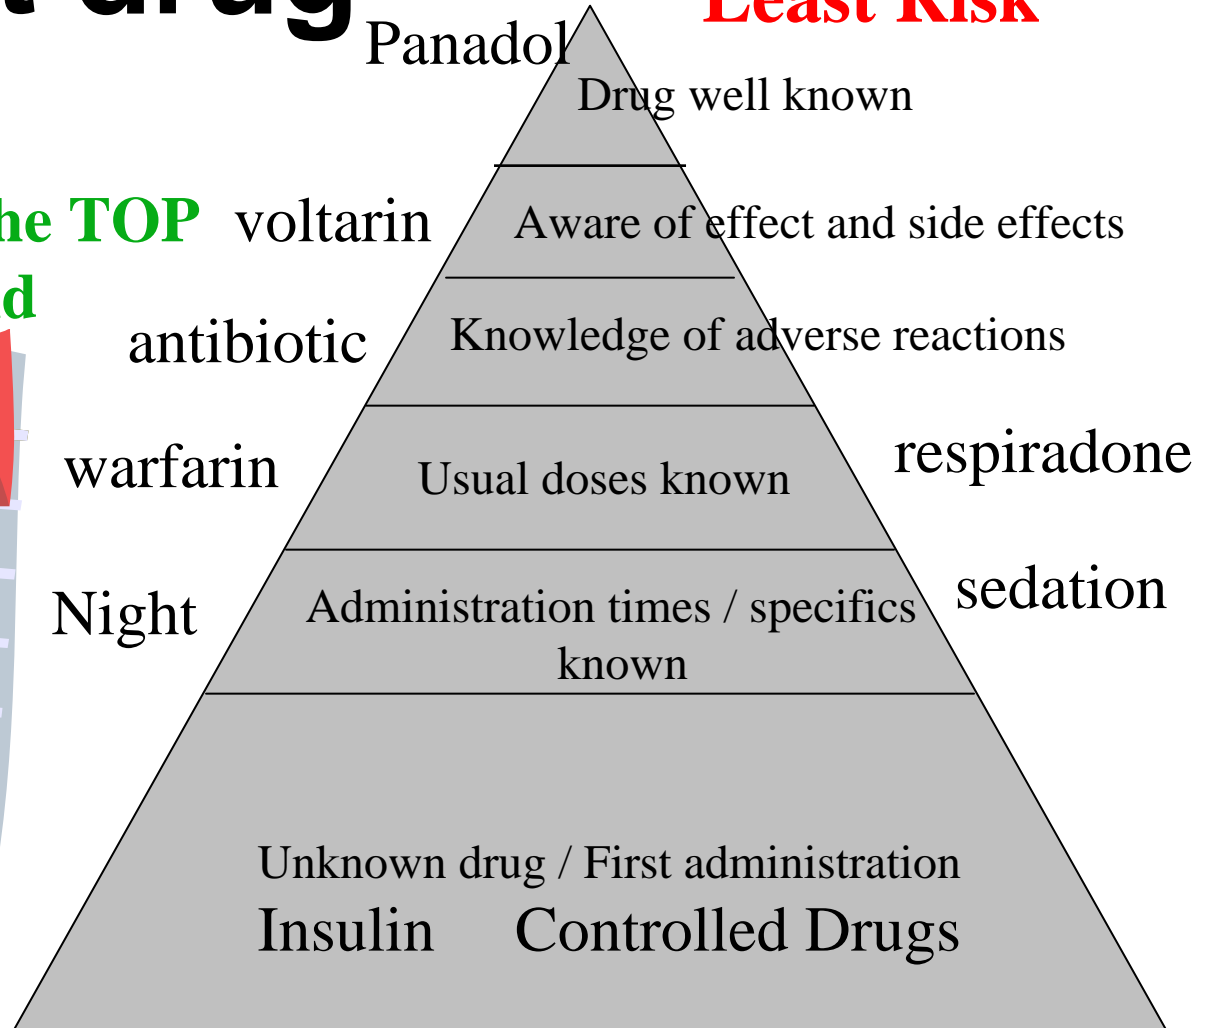 t drug
Least Risk
Panadol
Drug well known
he TOP
voltarin
Aware of effect and side effects
d
antibiotic
Knowledge of adverse reactions
warfarin
Usual doses known
respiradone
Night
Administration times / specifics
known
sedation
Unknown drug / First administration
Insulin Controlled Drugs